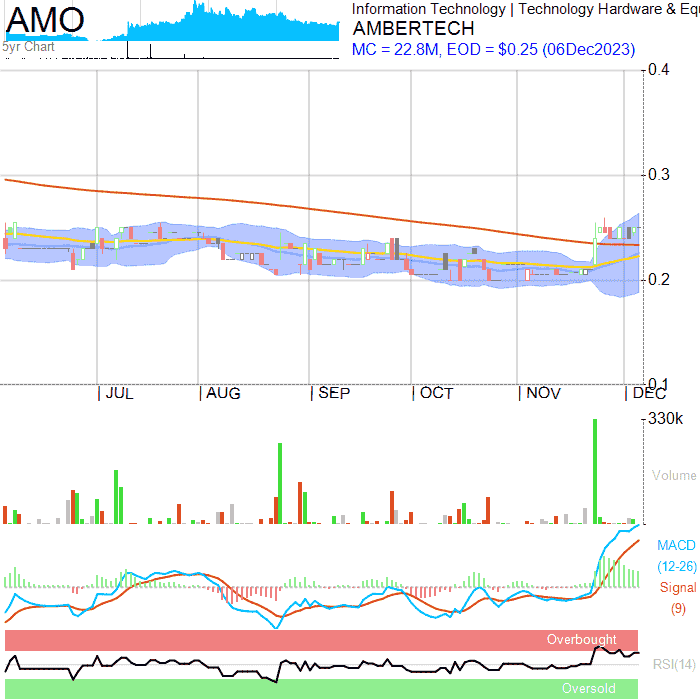 AMO
5yr Chart
Information Technology | Technology Hardware & Equ
AMBERTECH
MC = 22.8M, EOD = $0.25 (06Dec2023)
0.4
0.3
0.2
0.1
JUL
AUG
SEP
OCT
NOV
DEC
330k
Volume
MACD
(12-26)
Signal
(9)
Overbought
RSI(14)
Oversold